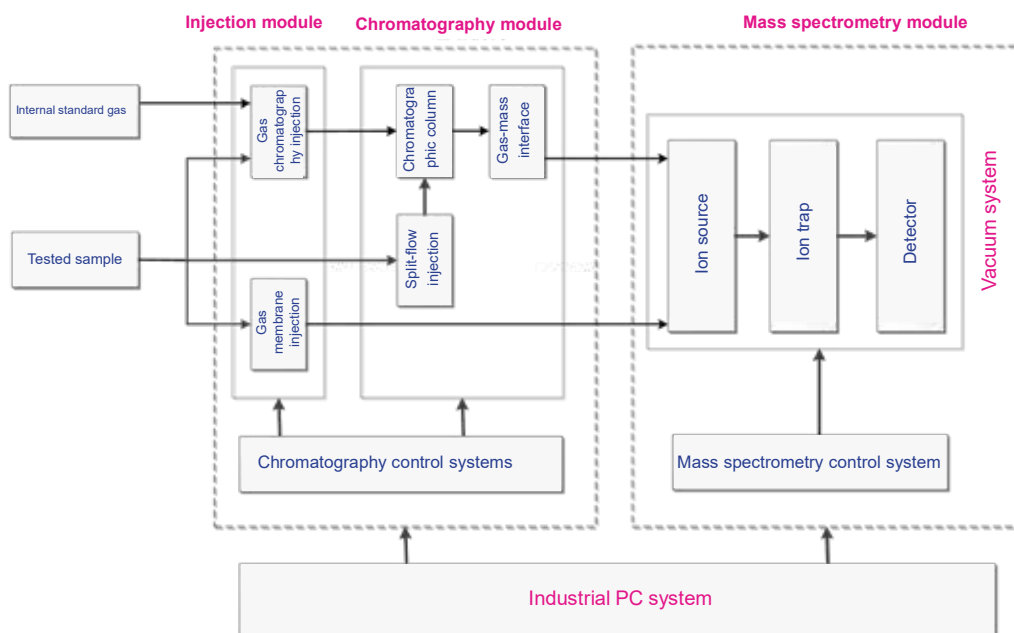 Injection module
Chromatography module
Mass spectrometry module
Internal standard gas
Gas
chromatograp
hy injection
Chromatogra
phic column
Gas-mass
interface
Tested sample
Split-flow
injection
Gas
membrane
injection
Ion source
Ion trap
Detector
Vacuum system
Chromatography control systems
Mass spectrometry control system
Industrial PC system